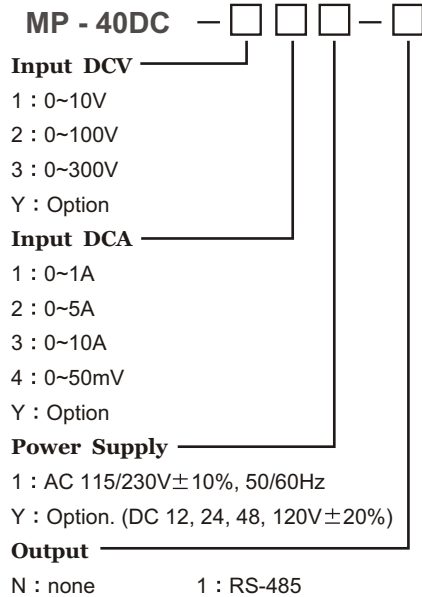 MP - 40DC － □ □ □ － □
Input DCV
1：0~10V
2：0~100V
3：0~300V
Y：Option
Input DCA
1：0~1A
2：0~5A
3：0~10A
4：0~50mV
Y：Option
Power Supply
1：AC 115/230V±10%, 50/60Hz
Y：Option. (DC 12, 24, 48, 120V±20%)
Output
N：none 1：RS-485